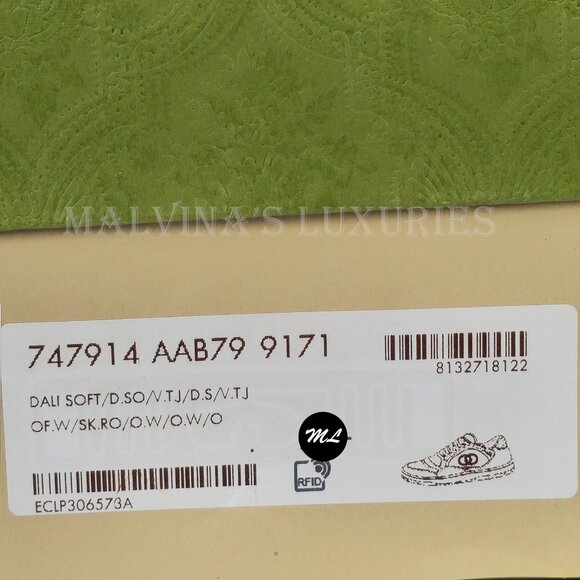 MALVINA'S LUXURIES
747914 AAB79 9171
8132718122
DALI SOFT/D.SO/V.TJ/D.S/V.TJ
OF.W/SK.RO/O.W/O.W/O
ML
RFID
ECLP306573A